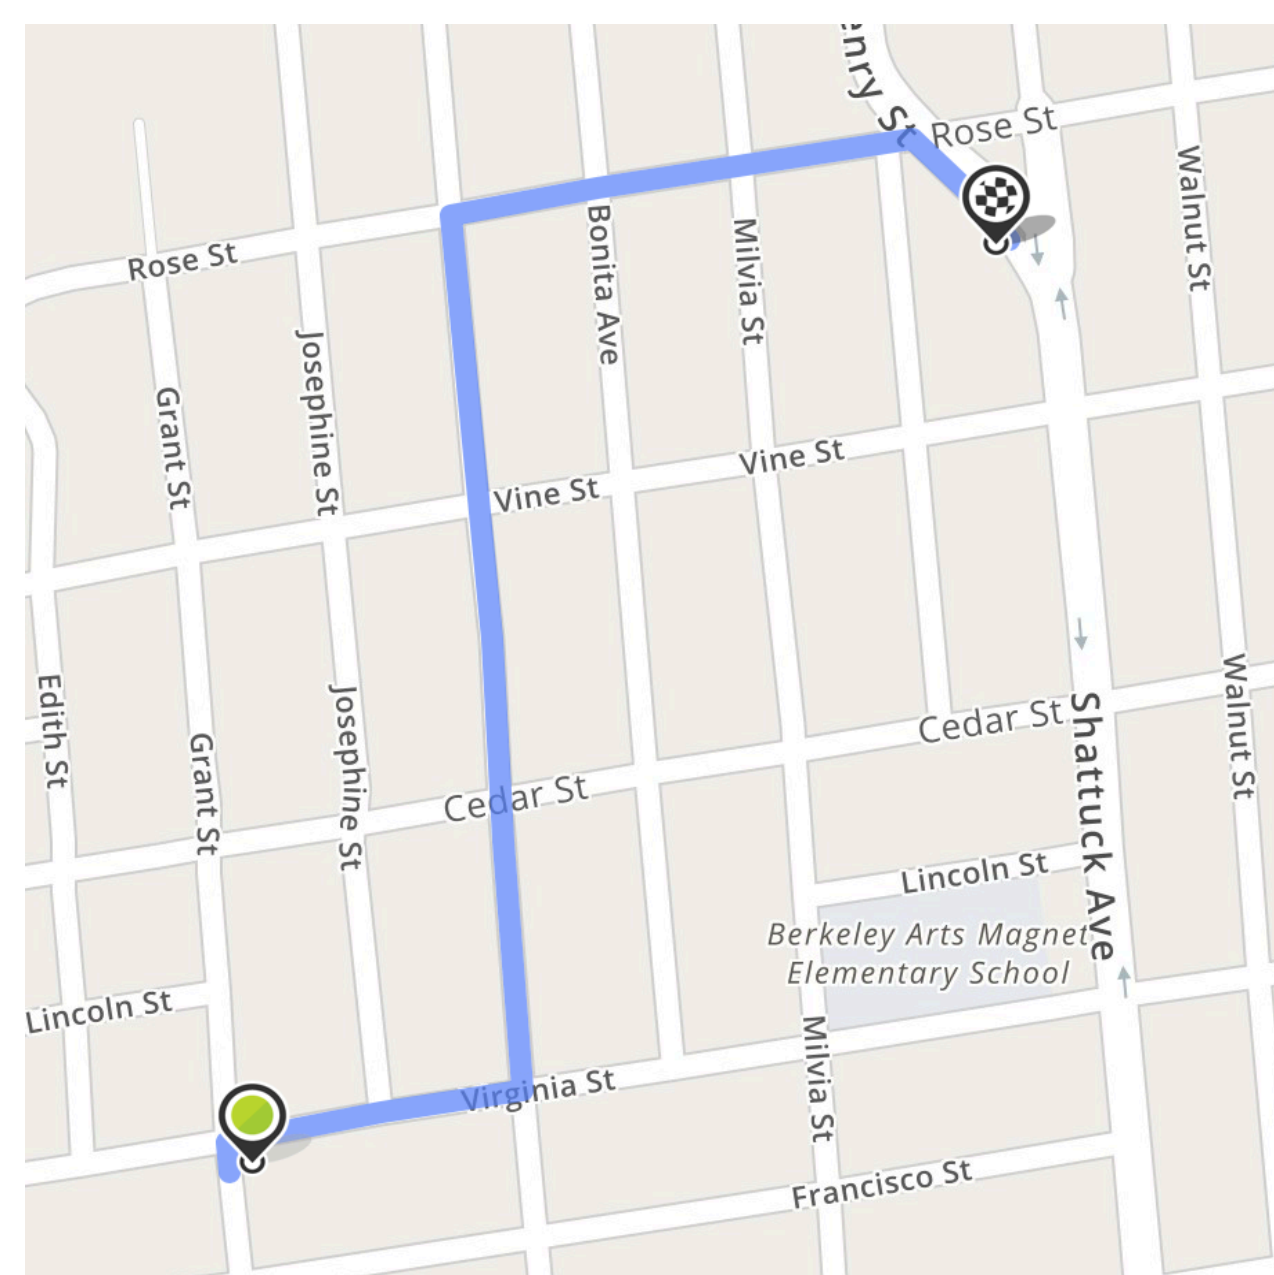 enry St
Rose St
Walnut St
Rose St
Bonita Ave
Milvia St
Josephine St
Grant St
Vine St
Vine St
Edith St
Grant St
Josephine St
Cedar St
Cedar St
Shattuck Ave
Walnut St
Lincoln St
Berkeley Arts Magnet
Elementary School
Lincoln St
Milvia St
Virginia St
Francisco St